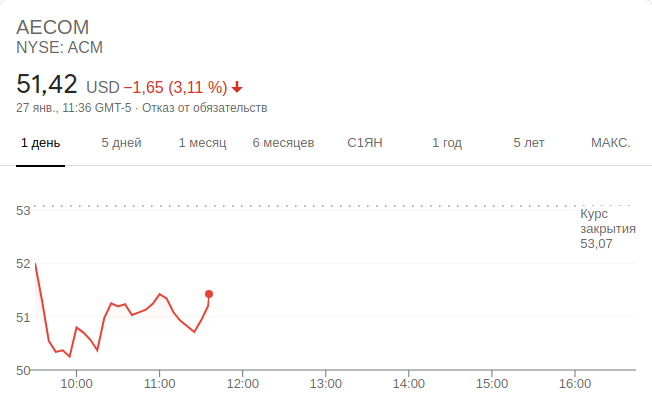 AECOM
NYSE: ACM
51,42 USD −1,65 (3,11 %)
27 янв., 11:36 GMT-5 · Отказ от обязательств
1 день 5 дней 1 месяц 6 месяцев С1ЯН 1 год 5 лет МАКС.
53
Курс
закрытия
53,07
52
51
50
10:00 11:00 12:00 13:00 14:00 15:00 16:00